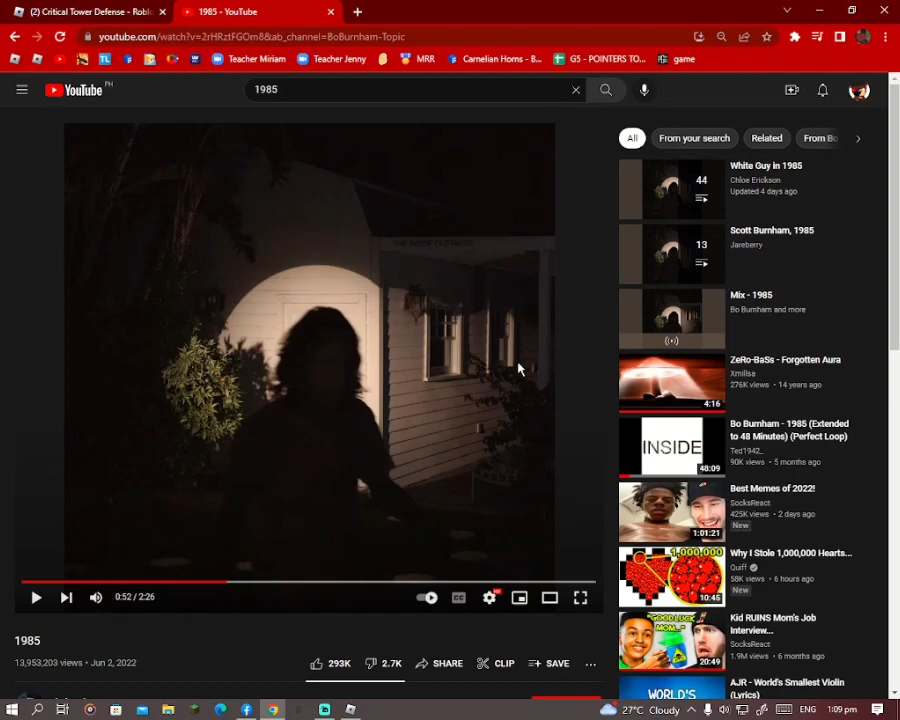 (2) Critical Tower Defense - Roblo
1985 - YouTube
youtube.com/watch?v=2rHRztFGOm8&ab_channel=BoBurnham-Topic
TL
Teacher Miriam
Teacher Jenny
MRR
Carnelian Horns - B...
G5 - POINTERS TO...
game
YouTube PH
1985
All
From your search
Related
From Bo
White Guy in 1985
Chloe Erickson
Updated 4 days ago
44
Scott Burnham, 1985
Jareberry
13
Mix - 1985
Bo Burnham and more
ZeRo-BaSs - Forgotten Aura
Xmillsa
276K views • 14 years ago
4:16
Bo Burnham - 1985 (Extended
to 48 Minutes) (Perfect Loop)
Ted1942_
90K views • 5 months ago
INSIDE
48:09
Best Memes of 2022!
SocksReact
425K views • 2 days ago
New
1:01:21
Why I Stole 1,000,000 Hearts...
Quiff
58K views • 6 hours ago
New
1,000,000
10:45
Kid RUINS Mom's Job
Interview...
SocksReact
1.9M views • 6 months ago
"GOOD LUCK
MOM.."
20:49
AJR - World's Smallest Violin
(Lyrics)
WORLD'S
0:52 / 2:26
1985
13,953,203 views • Jun 2, 2022
293K
2.7K
SHARE
CLIP
SAVE
27°C Cloudy
ENG
1:09 pm